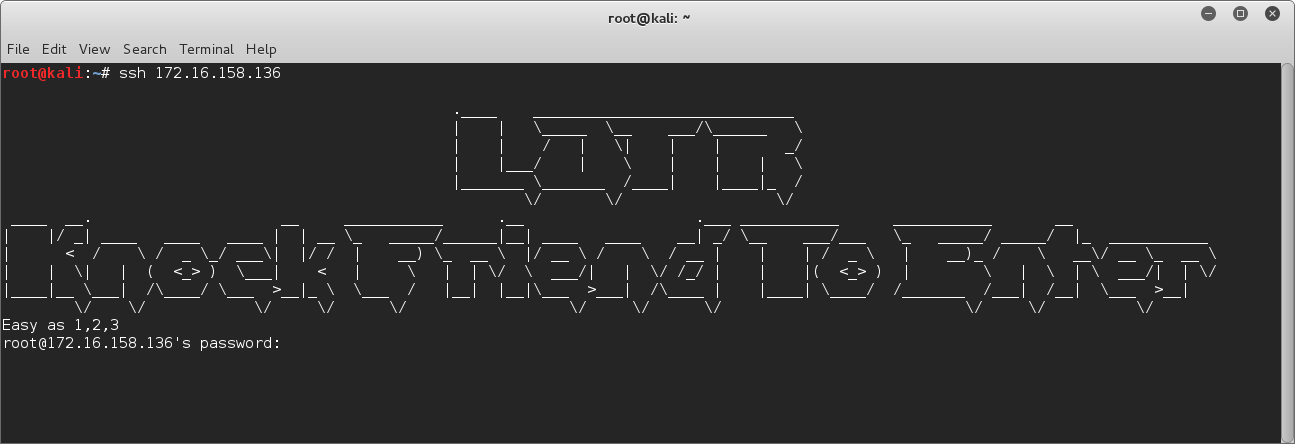 root@kali: ~
File Edit View Search Terminal Help
root@kali:~# ssh 172.16.158.136
LOTR
Knock Friend To Enter
Easy as 1,2,3
root@172.16.158.136's password: